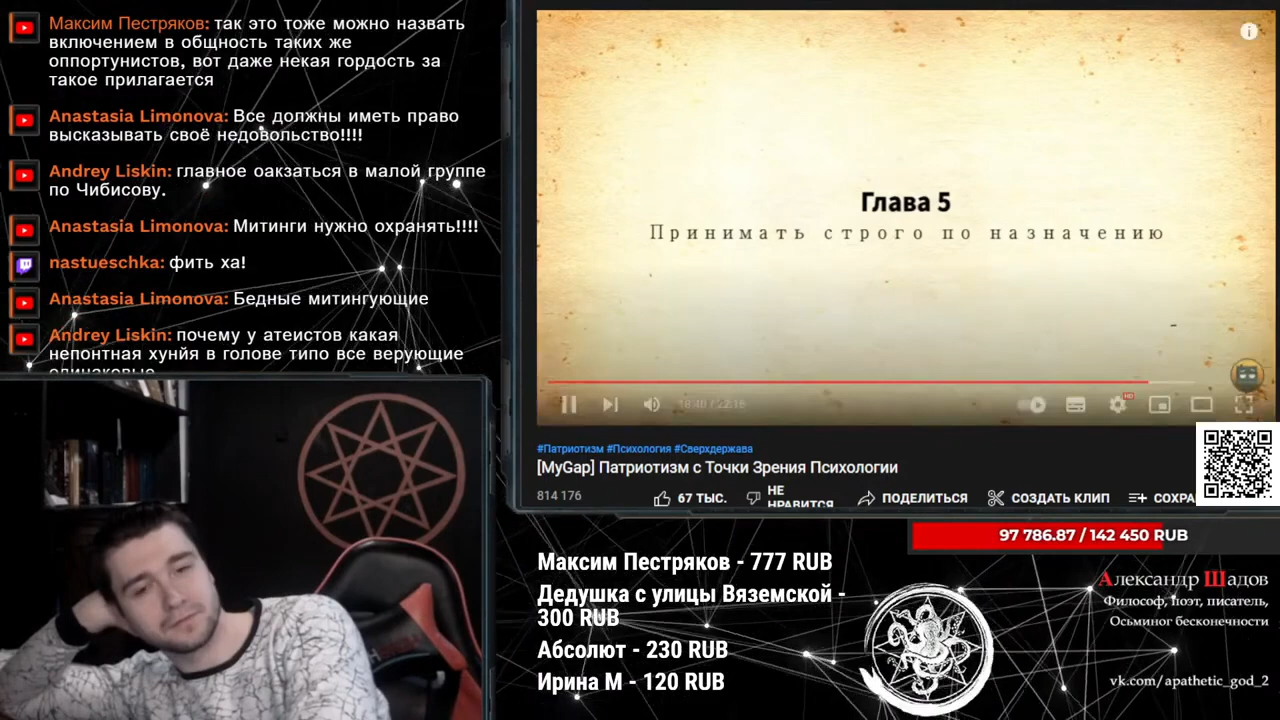 Максим Пестряков: так это тоже можно назвать
включением в общность таких же
оппортунистов, вот даже некая гордость за
такое прилагается
Anastasia Limonova: Все должны иметь право
высказывать своё недовольство!!!!
Andrey Liskin: главное оакзаться в малой группе
по Чибисову.
Anastasia Limonova: Митинги нужно охранять!!!!
nastueschka: фить ха!
Anastasia Limonova: Бедные митингующие
Andrey Liskin: почему у атеистов какая
непонтная хунйя в голове типо все верующие
одинаковые
Глава 5
Принимать строго по назначению
18:40 / 22:16
HD
#Патриотизм #Психология #Сверхдержава
[MyGap] Патриотизм с Точки Зрения Психологии
814 176
67 ТЫС.
НЕ
НРАВИТСЯ
ПОДЕЛИТЬСЯ
СОЗДАТЬ КЛИП
СОХРА
97 786.87 / 142 450 RUB
Максим Пестряков - 777 RUB
Дедушка с улицы Вяземской -
300 RUB
Абсолют - 230 RUB
Ирина М - 120 RUB
Александр Шадов
Философ, поэт, писатель,
Осьминог бесконечности
vk.com/apathetic_god_2